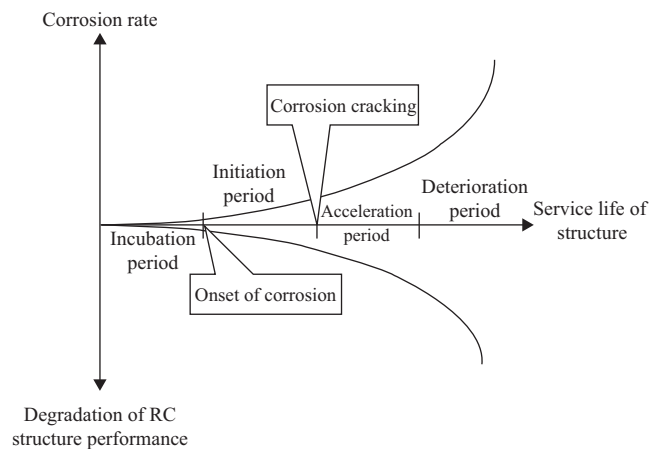 Corrosion rate
Corrosion cracking
Initiation
period
Deterioration
period
Acceleration
period
Service life of
structure
Incubation
period
Onset of corrosion
Degradation of RC
structure performance